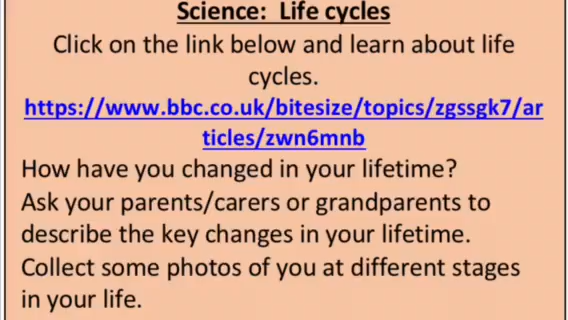 Science:  Life cycles
Click on the link below and learn about life
cycles.
https://www.bbc.co.uk/bitesize/topics/zgssgk7/ar
ticles/zwn6mnb
How have you changed in your lifetime?
Ask your parents/carers or grandparents to
describe the key changes in your lifetime.
Collect some photos of you at different stages
in your life.